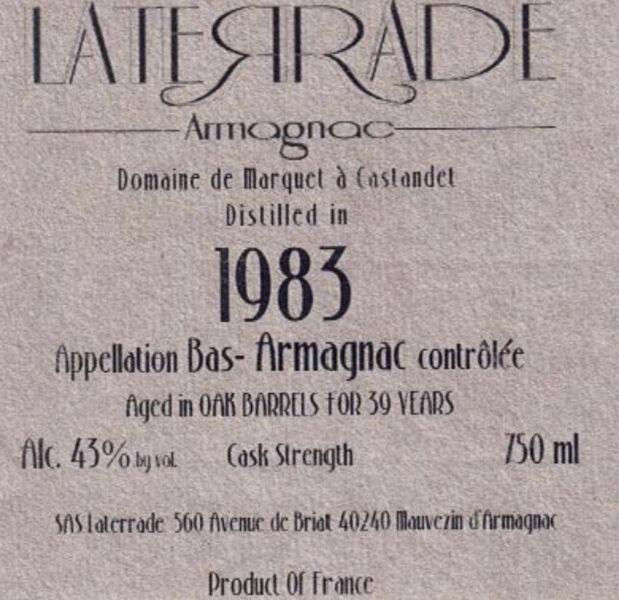 LATERRADE
Armagnac
Domaine de Marquet à Castandet
Distilled in
1983
Appellation Bas- Armagnac contrôlée
Aged in OAK BARRELS FOR 39 YEARS
Alc. 43% by vol. Cask Strength 750 ml
SAS Laterrade 560 Avenue de Briat 40240 Mauvezin d'Armagnac
Product Of France